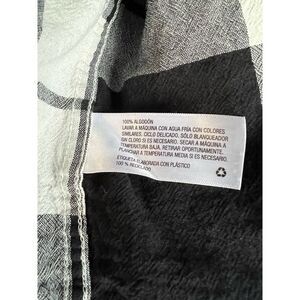 100% ALGODÓN
LAVAR A MÁQUINA CON AGUA FRÍA CON COLORES
SIMILARES. CICLO DELICADO. SÓLO BLANQUEADOR
SIN CLORO SI ES NECESARIO. SECAR A MÁQUINA A
TEMPERATURA BAJA. RETIRAR OPORTUNAMENTE.
PLANCHAR A TEMPERATURA MEDIA SI ES NECESARIO.
ETIQUETA ELABORADA CON PLÁSTICO
100 % RECICLADO